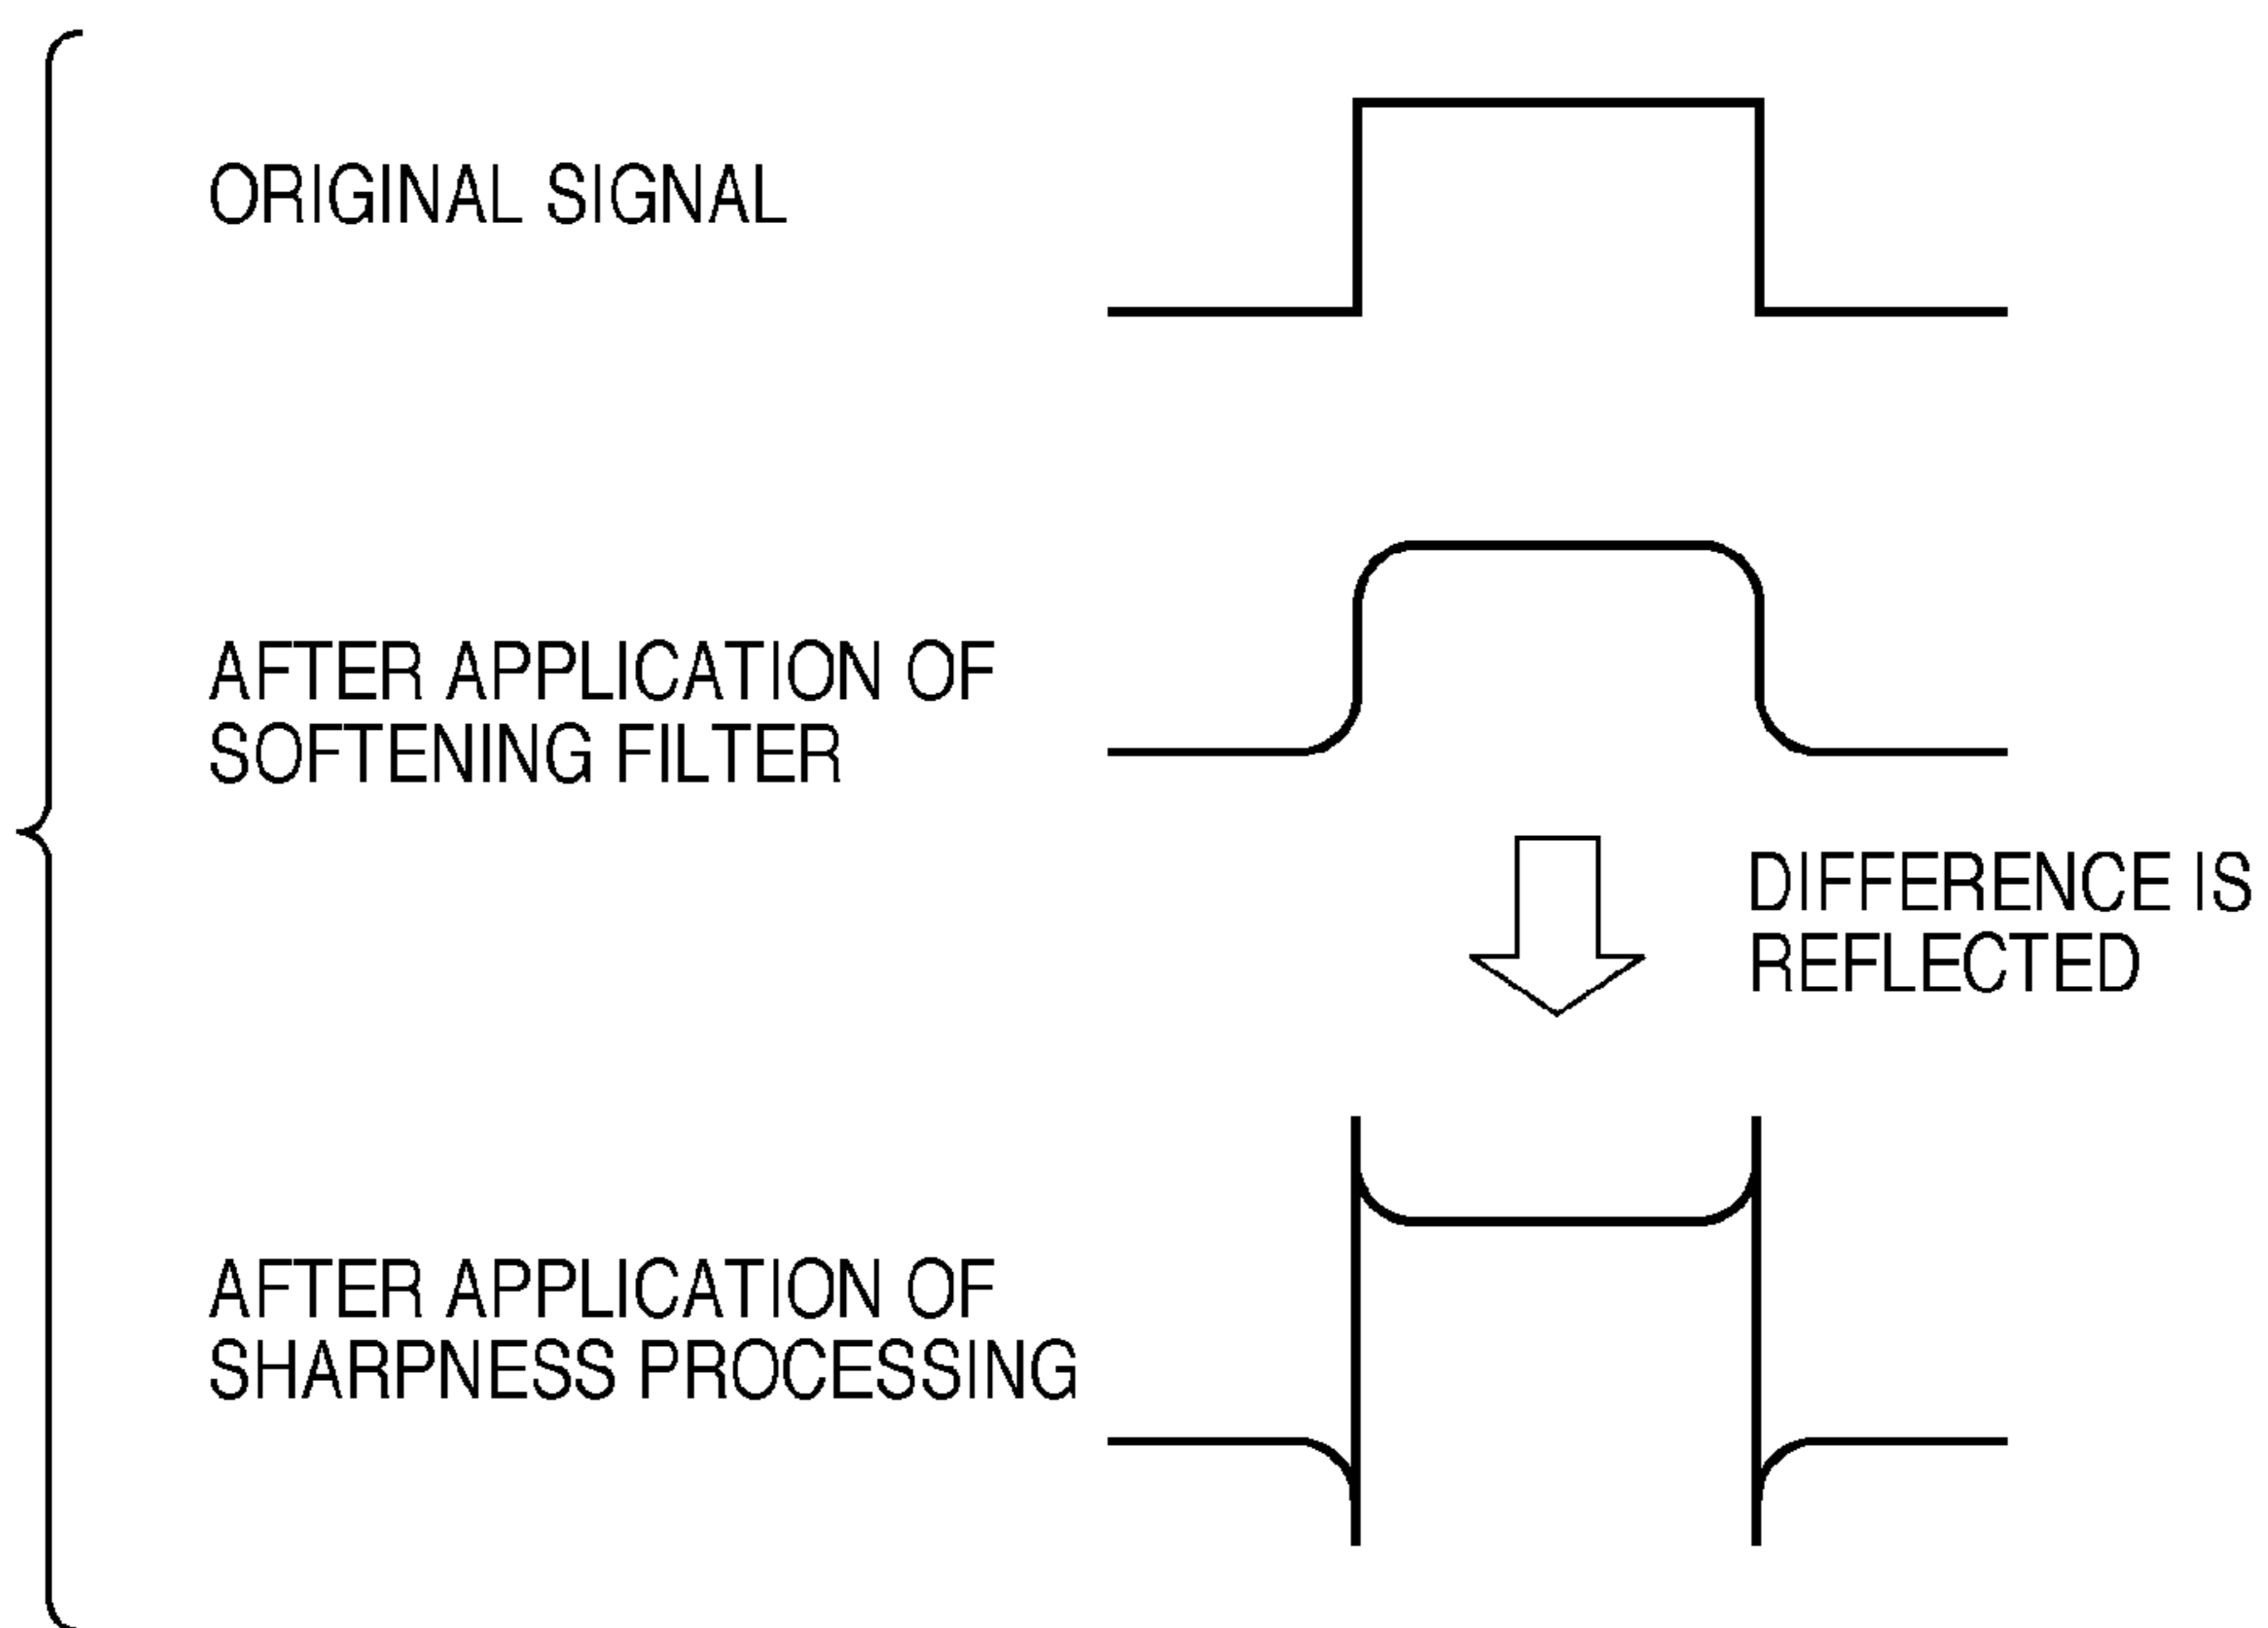 ORIGINAL SIGNAL
AFTER APPLICATION OF
SOFTENING FILTER
DIFFERENCE IS
REFLECTED
AFTER APPLICATION OF
SHARPNESS PROCESSING